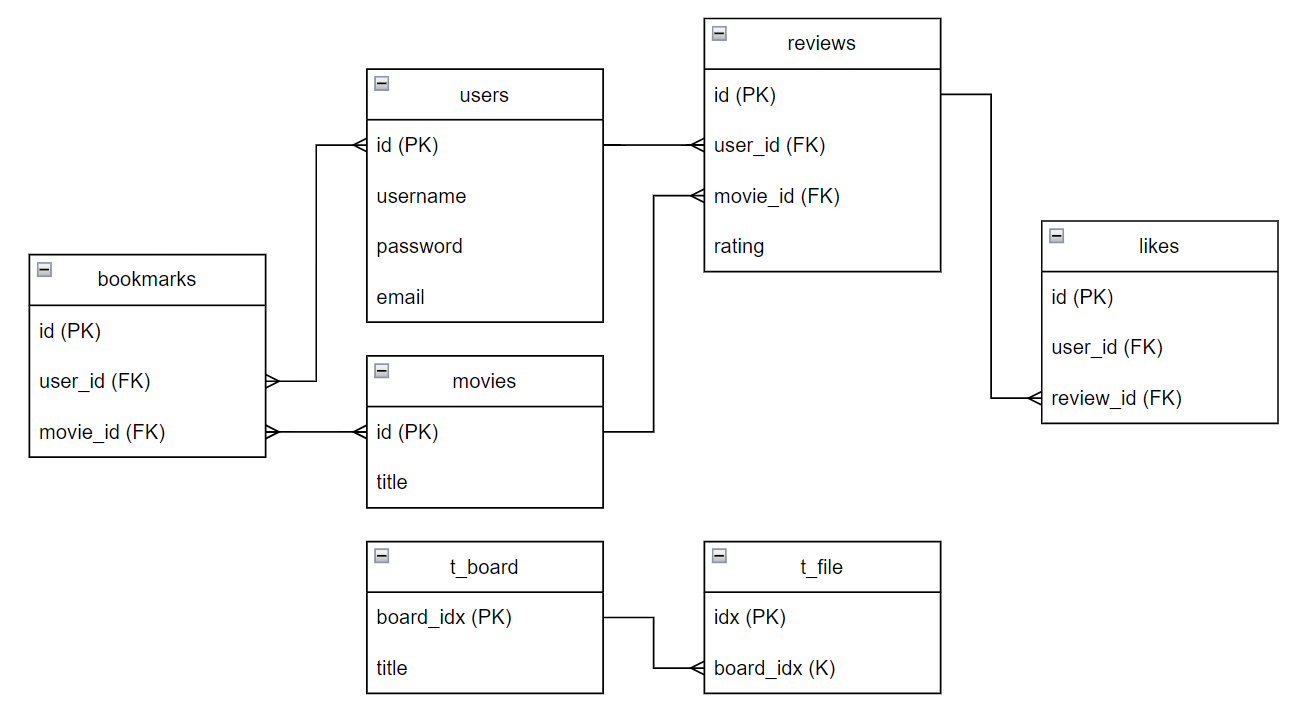 bookmarks
id (PK)
user_id (FK)
movie_id (FK)
users
id (PK)
username
password
email
movies
id (PK)
title
reviews
id (PK)
user_id (FK)
movie_id (FK)
rating
likes
id (PK)
user_id (FK)
review_id (FK)
t_board
board_idx (PK)
title
t_file
idx (PK)
board_idx (K)